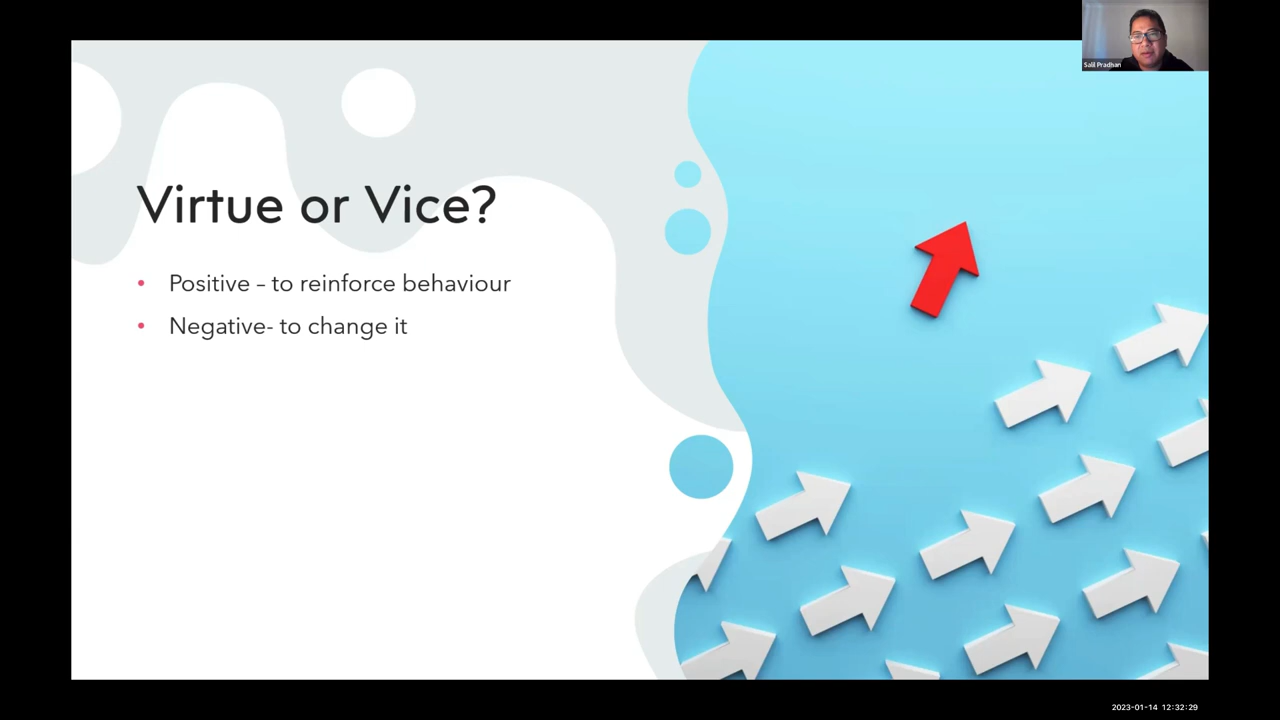 Salil Pradhan
Virtue or Vice?
• Positive – to reinforce behaviour
• Negative- to change it
2023-01-14 12:32:29